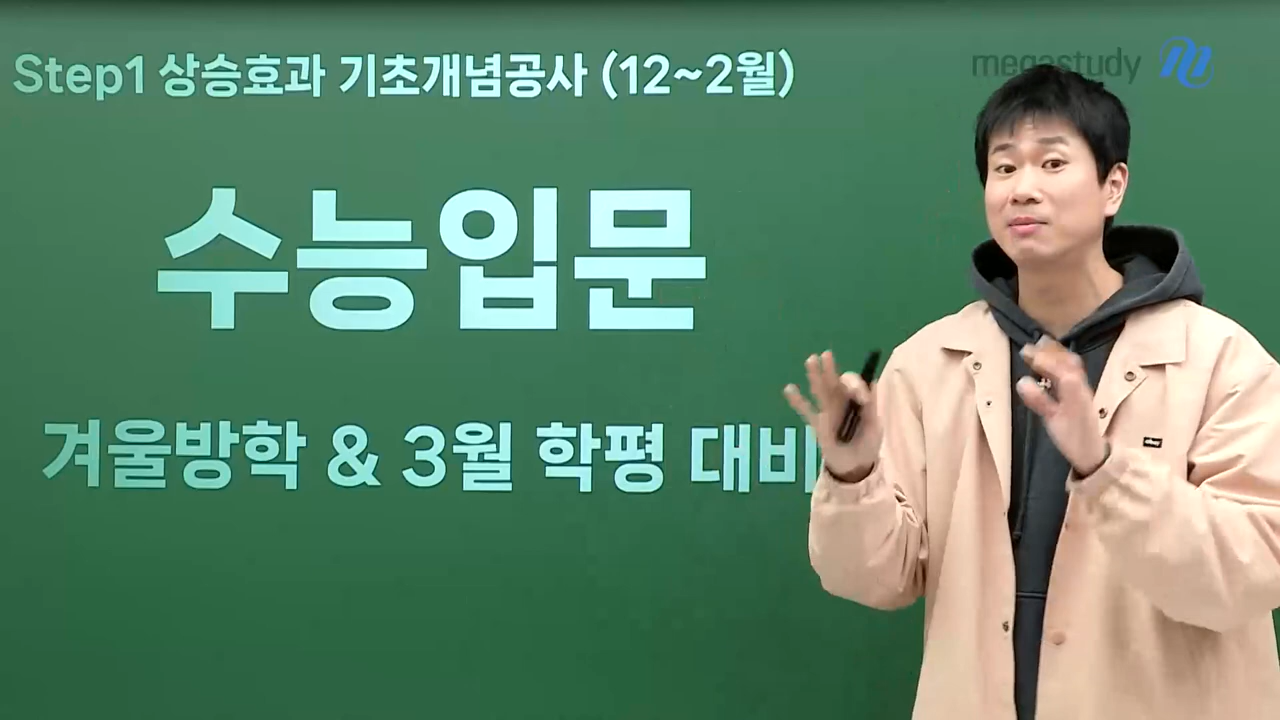 Step1 상승효과 기초개념공사 (12~2월)
megastudy
수능입문
겨울방학 & 3월 학평 대비